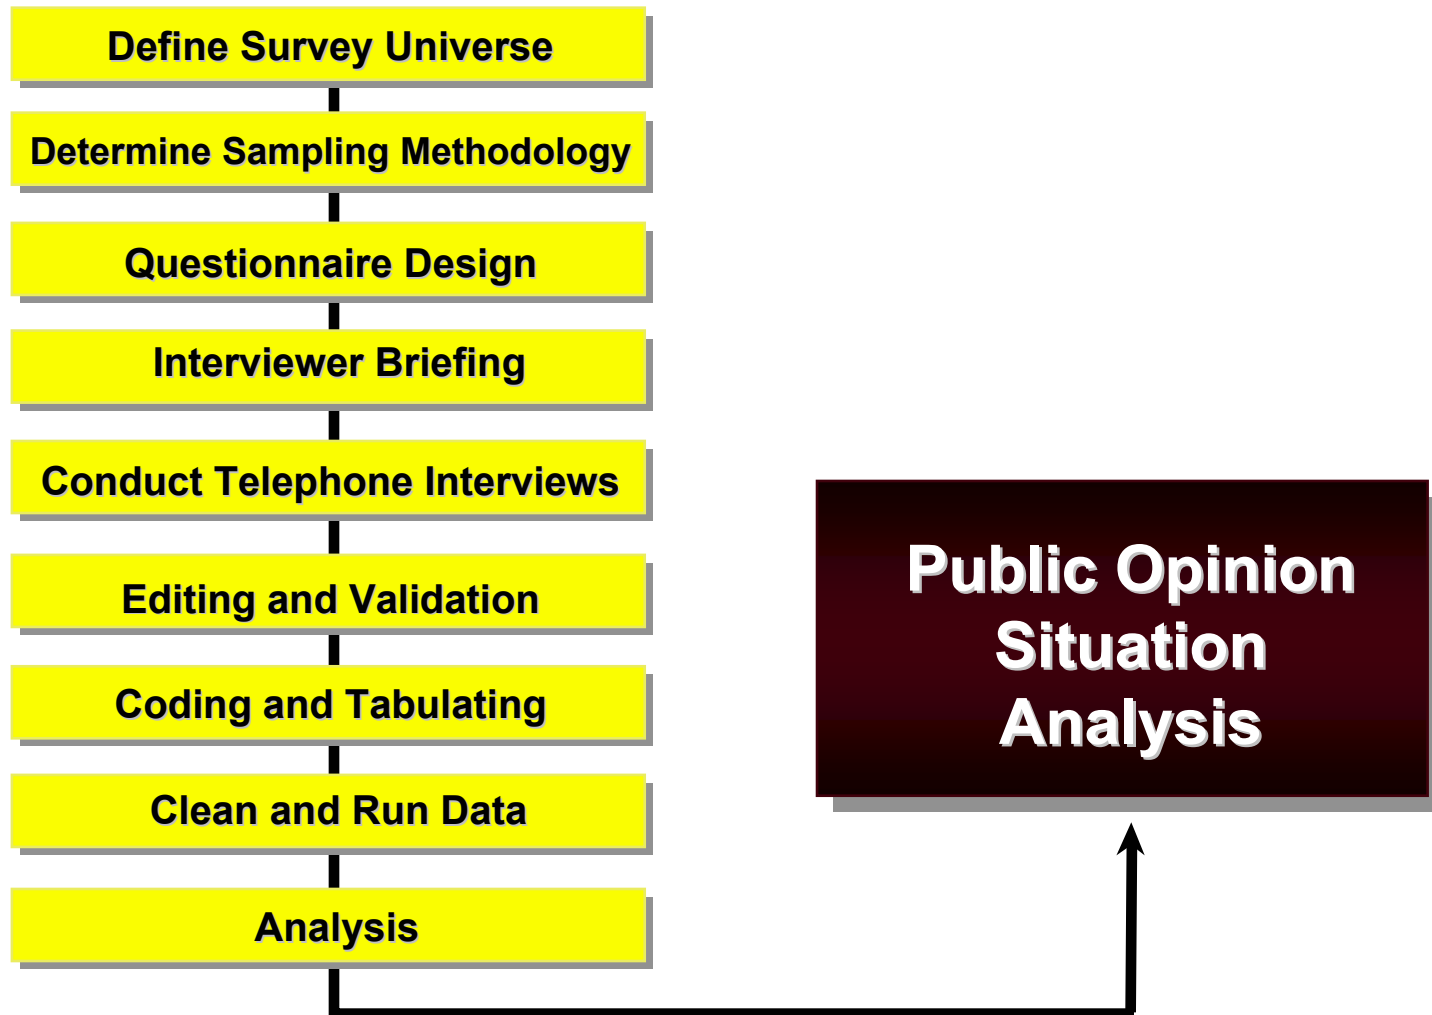 Define Survey Universe
Determine Sampling Methodology
Questionnaire Design
Interviewer Briefing
Conduct Telephone Interviews
Editing and Validation
Coding and Tabulating
Clean and Run Data
Analysis
Public Opinion
Situation
Analysis